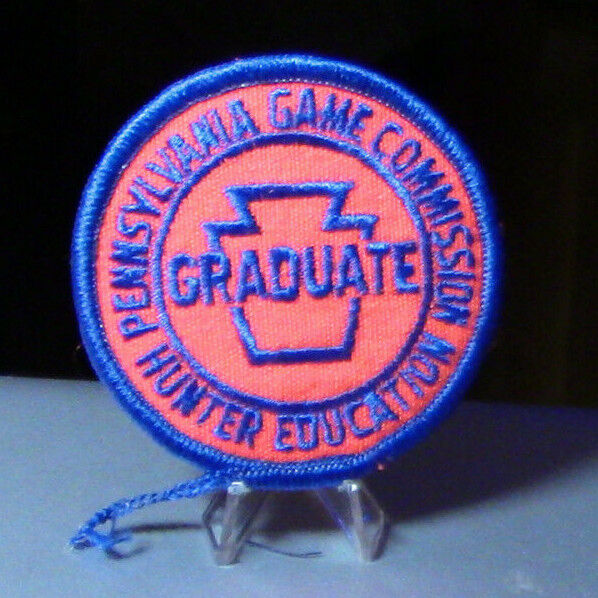 PENNSYLVANIA GAME COMMISSION
GRADUATE
HUNTER EDUCATION